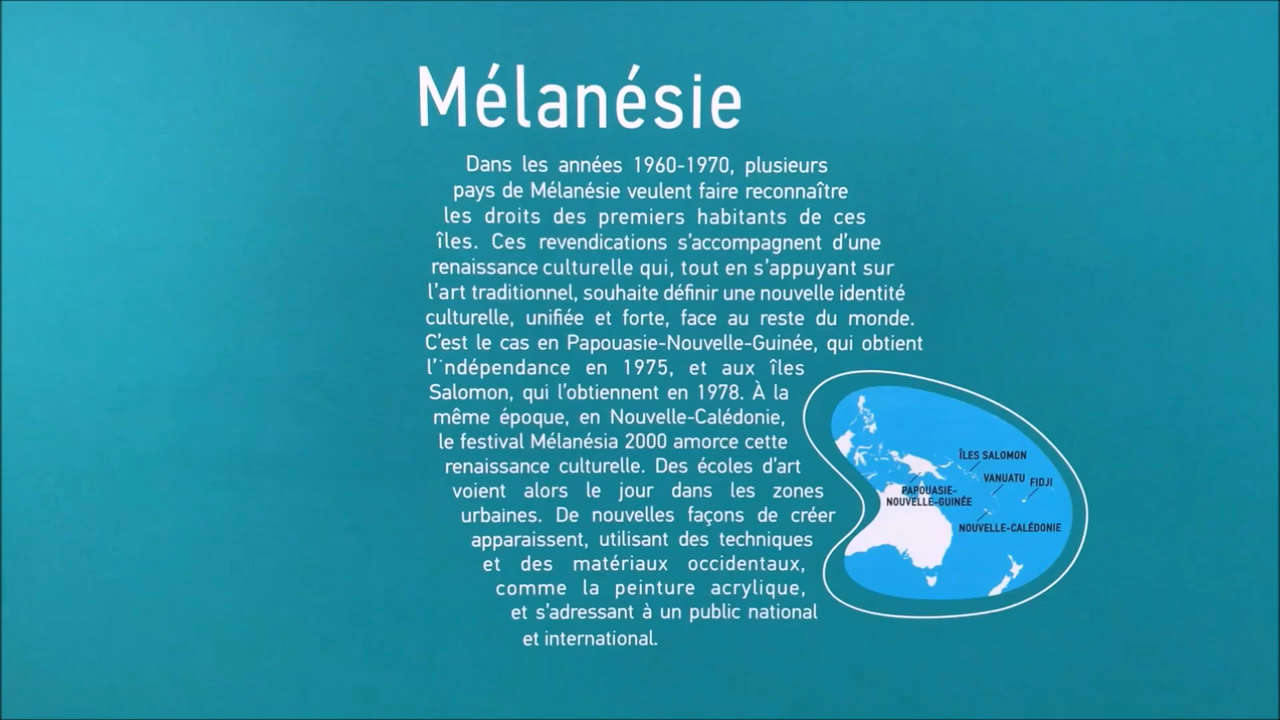 Mélanésie
Dans les années 1960-1970, plusieurs
pays de Mélanésie veulent faire reconnaître
les droits des premiers habitants de ces
îles. Ces revendications s'accompagnent d'une
renaissance culturelle qui, tout en s'appuyant sur
l'art traditionnel, souhaite définir une nouvelle identité
culturelle, unifiée et forte, face au reste du monde.
C'est le cas en Papouasie-Nouvelle-Guinée, qui obtient
l'˙ndépendance en 1975, et aux îles
Salomon, qui l'obtiennent en 1978. À la
même époque, en Nouvelle-Calédonie,
le festival Mélanésia 2000 amorce cette
renaissance culturelle. Des écoles d'art
voient alors le jour dans les zones
urbaines. De nouvelles façons de créer
apparaissent, utilisant des techniques
et des matériaux occidentaux,
comme la peinture acrylique,
et s'adressant à un public national
et international.
ÎLES SALOMON
VANUATU
FIDJI
PAPOUASIE-
NOUVELLE-GUINÉE
NOUVELLE-CALÉDONIE